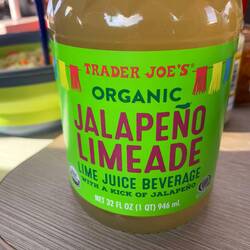 TRADER JOE'S®
ORGANIC
JALAPEÑO
LIMEADE
LIME JUICE BEVERAGE
WITH A KICK OF JALAPEÑO
NET 32 FL OZ (1 QT) 946 mL